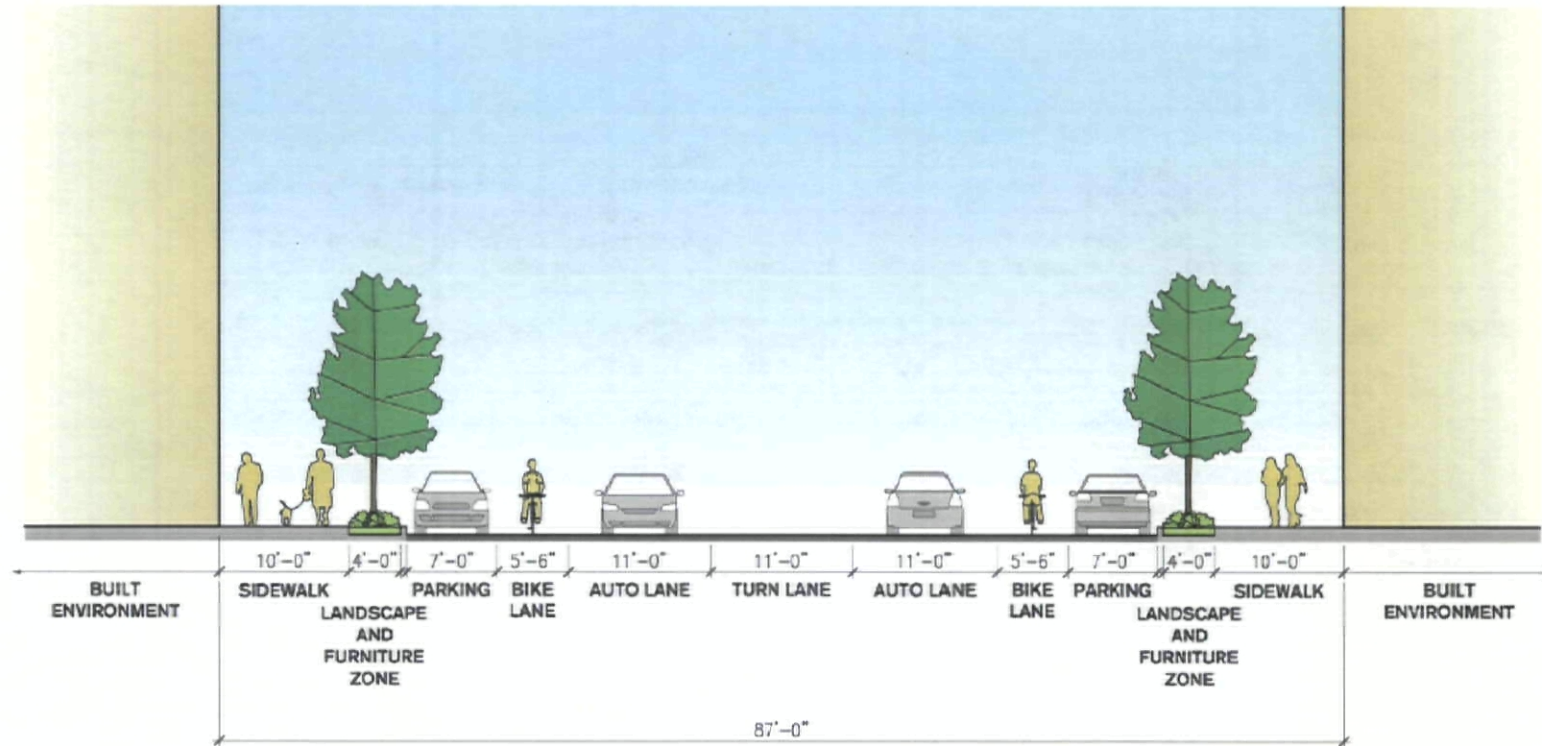 10'-0" 4'-0" 7'-0" 5'-6" 11'-0" 11'-0" 11'-0" 5'-6" 7'-0" 4'-0" 10'-0"
BUILT ENVIRONMENT
SIDEWALK
LANDSCAPE
AND
FURNITURE
ZONE
PARKING
BIKE
LANE
AUTO LANE
TURN LANE
AUTO LANE
BIKE
LANE
PARKING
LANDSCAPE
AND
FURNITURE
ZONE
SIDEWALK
BUILT
ENVIRONMENT
87'-0"